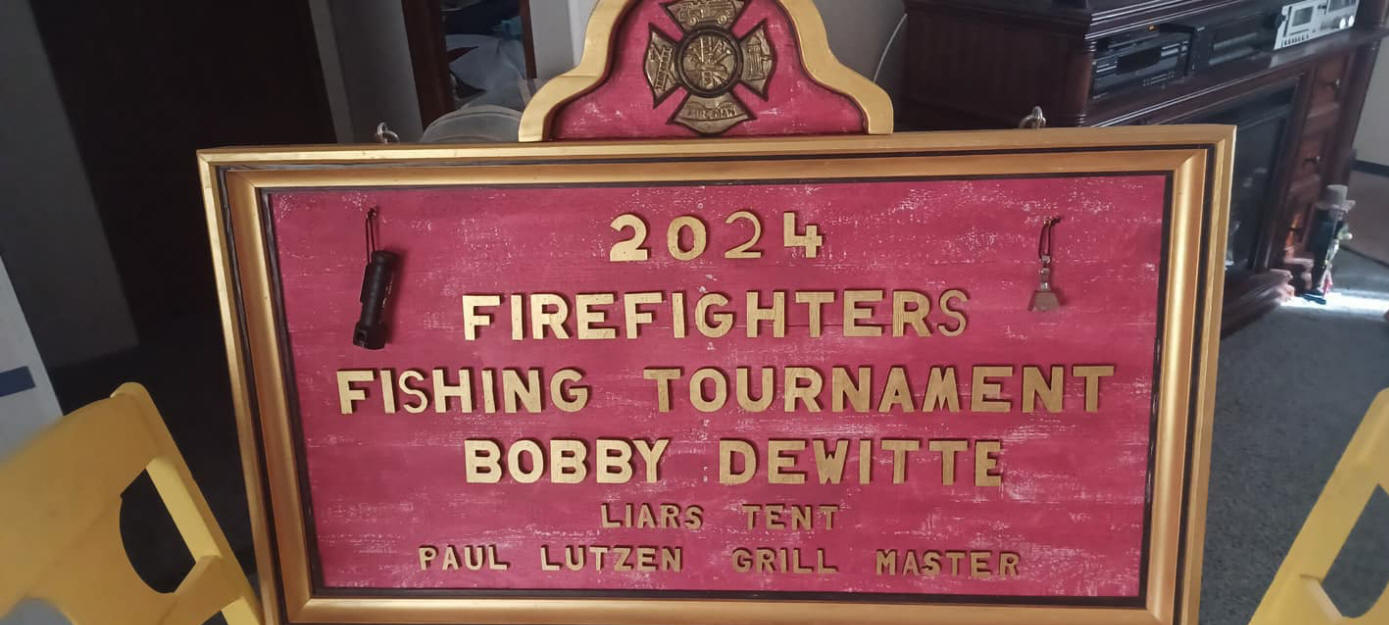 2024
FIREFIGHTERS
FISHING TOURNAMENT
BOBBY DEWITTE
LIARS TENT
PAUL LUTZEN GRILL MASTER